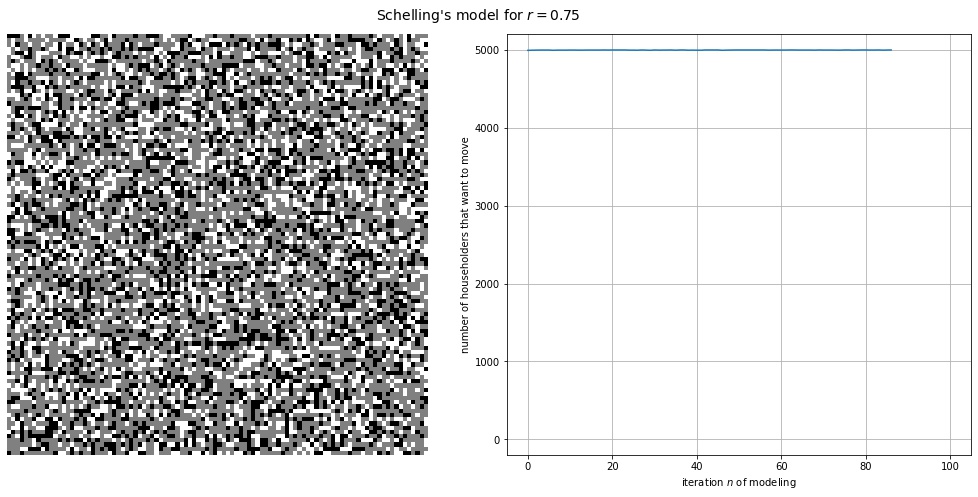 Schelling's model for r = 0.75
5000
4000
3000
2000
1000
0
number of householders that want to move
0 20 40 60 80 100
iteration n of modeling